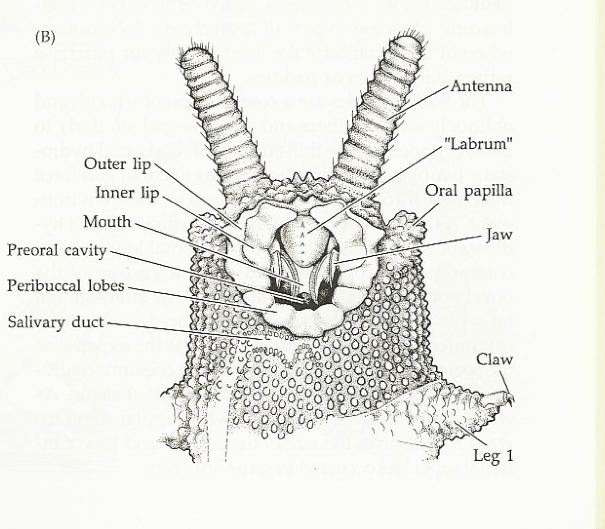 (B)
Antenna
"Labrum"
Outer lip
Oral papilla
Inner lip
Mouth
Jaw
Preoral cavity
Peribuccal lobes
Salivary duct
Claw
Leg 1